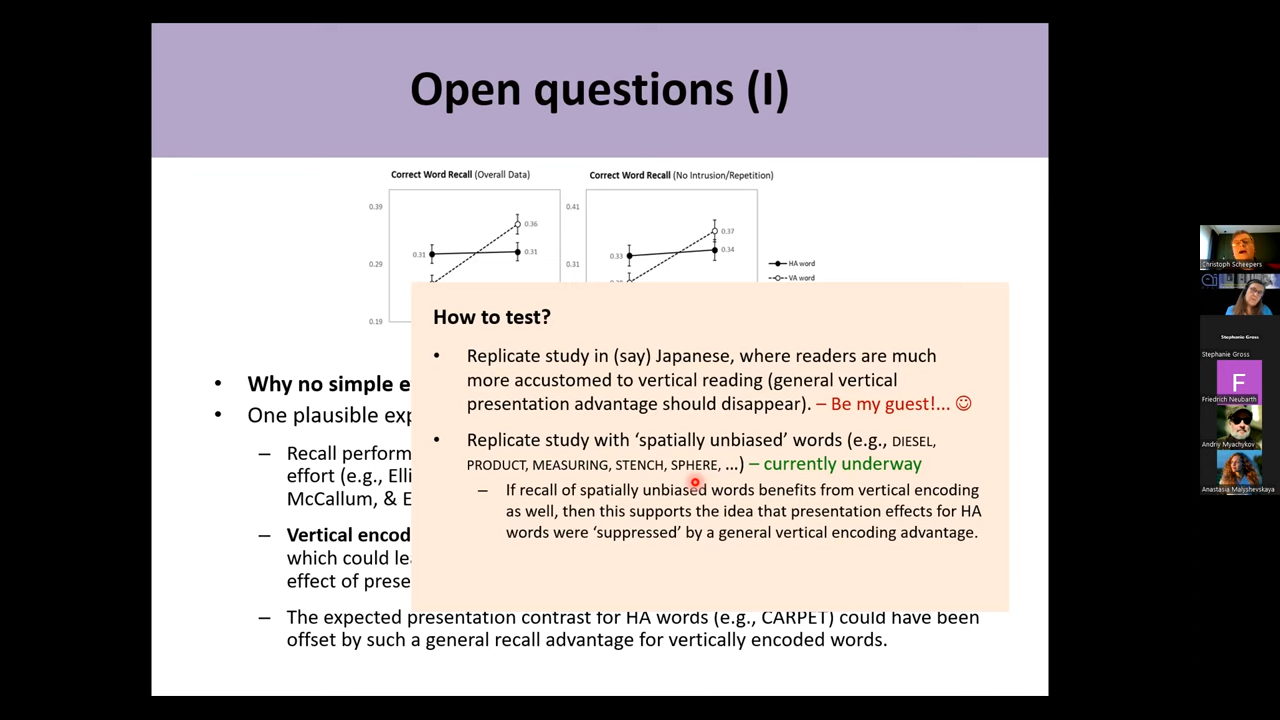 Open questions (I)
Correct Word Recall (Overall Data)
Correct Word Recall (No Intrusion/Repetition)
0.39
0.29
0.19
0.31
0.36
0.31
0.41
0.31
0.33
0.37
0.34
HA word
VA word
How to test?
• Replicate study in (say) Japanese, where readers are much
more accustomed to vertical reading (general vertical
presentation advantage should disappear). – Be my guest!... ☺
• Replicate study with ‘spatially unbiased’ words (e.g., DIESEL,
PRODUCT, MEASURING, STENCH, SPHERE, ...) – currently underway
– If recall of spatially unbiased words benefits from vertical encoding
as well, then this supports the idea that presentation effects for HA
words were ‘suppressed’ by a general vertical encoding advantage.
• Why no simple e
• One plausible exp
– Recall perform
effort (e.g., Elli
McCallum, & E
– Vertical encod
which could lea
effect of prese
– The expected presentation contrast for HA words (e.g., CARPET) could have been
offset by such a general recall advantage for vertically encoded words.
Christoph Scheepers
Stephanie Gross
Stephanie Gross
F
Friedrich Neubarth
Andriy Myachykov
Anastasia Malyshevskaya